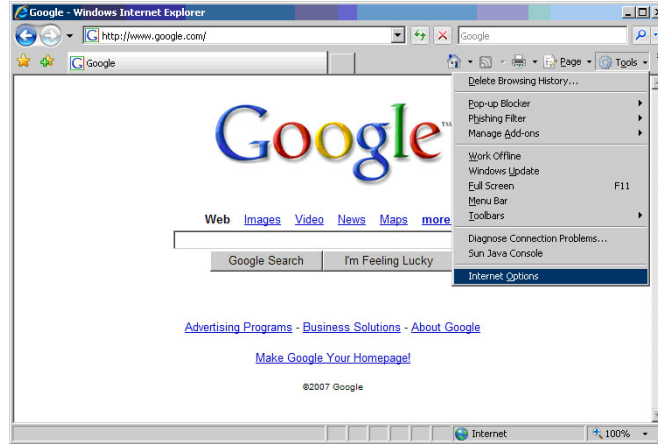 Google - Windows Internet Explorer
http://www.google.com/
Google
Google
Page
Tools
Delete Browsing History...
Pop-up Blocker
Phishing Filter
Manage Add-ons
Work Offline
Windows Update
Full Screen F11
Menu Bar
Toolbars
Diagnose Connection Problems...
Sun Java Console
Internet Options
Google™
Web Images Video News Maps more
Google Search I'm Feeling Lucky
Advertising Programs - Business Solutions - About Google
Make Google Your Homepage!
©2007 Google
Internet 100%